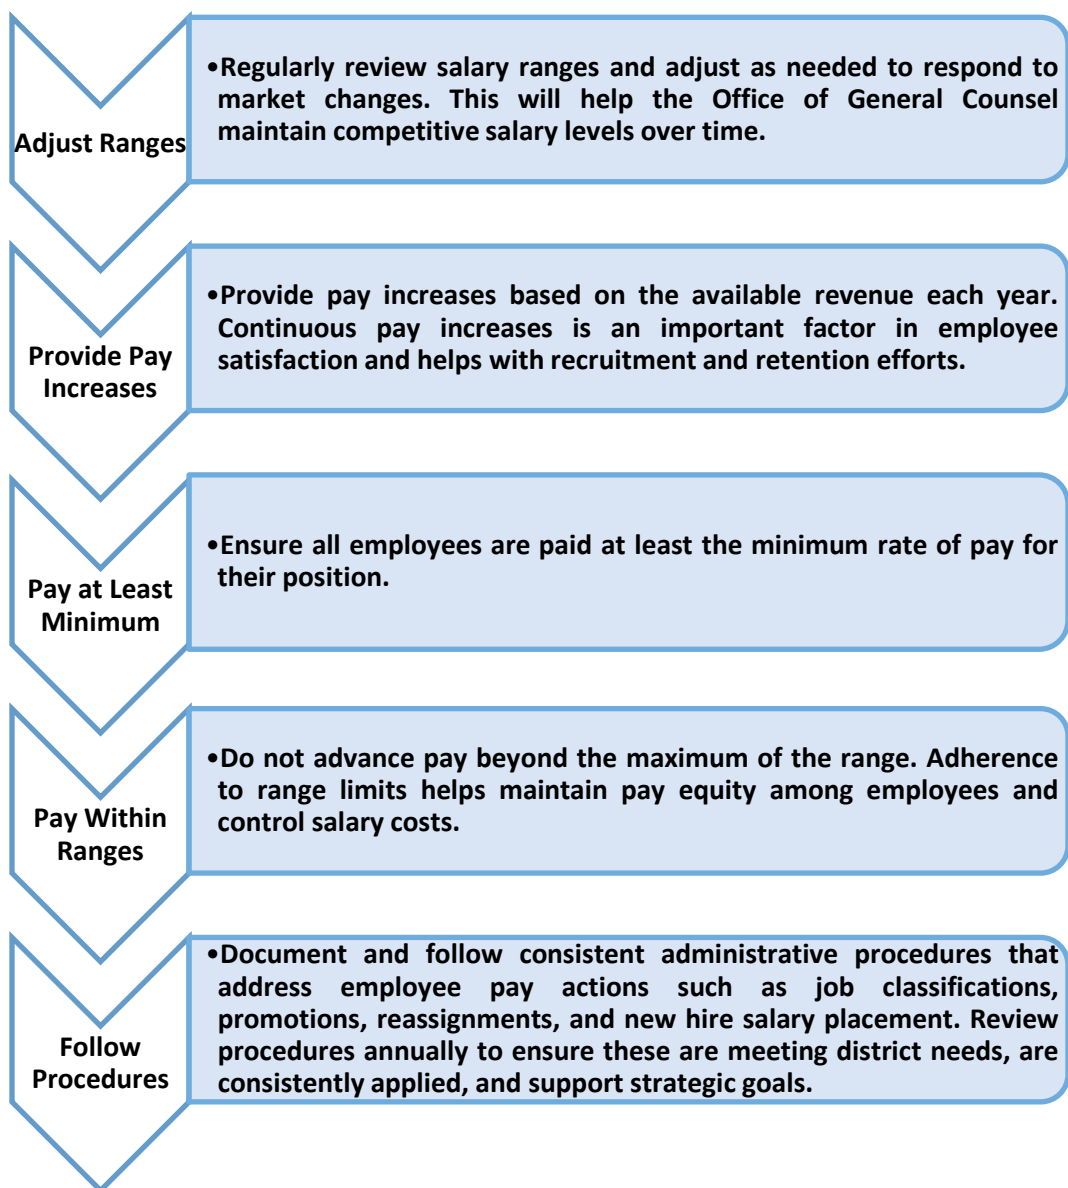 Adjust Ranges
•Regularly review salary ranges and adjust as needed to respond to
market changes. This will help the Office of General Counsel
maintain competitive salary levels over time.
Provide Pay
Increases
•Provide pay increases based on the available revenue each year.
Continuous pay increases is an important factor in employee
satisfaction and helps with recruitment and retention efforts.
Pay at Least
Minimum
•Ensure all employees are paid at least the minimum rate of pay for
their position.
Pay Within
Ranges
•Do not advance pay beyond the maximum of the range. Adherence
to range limits helps maintain pay equity among employees and
control salary costs.
Follow
Procedures
•Document and follow consistent administrative procedures that
address employee pay actions such as job classifications,
promotions, reassignments, and new hire salary placement. Review
procedures annually to ensure these are meeting district needs, are
consistently applied, and support strategic goals.